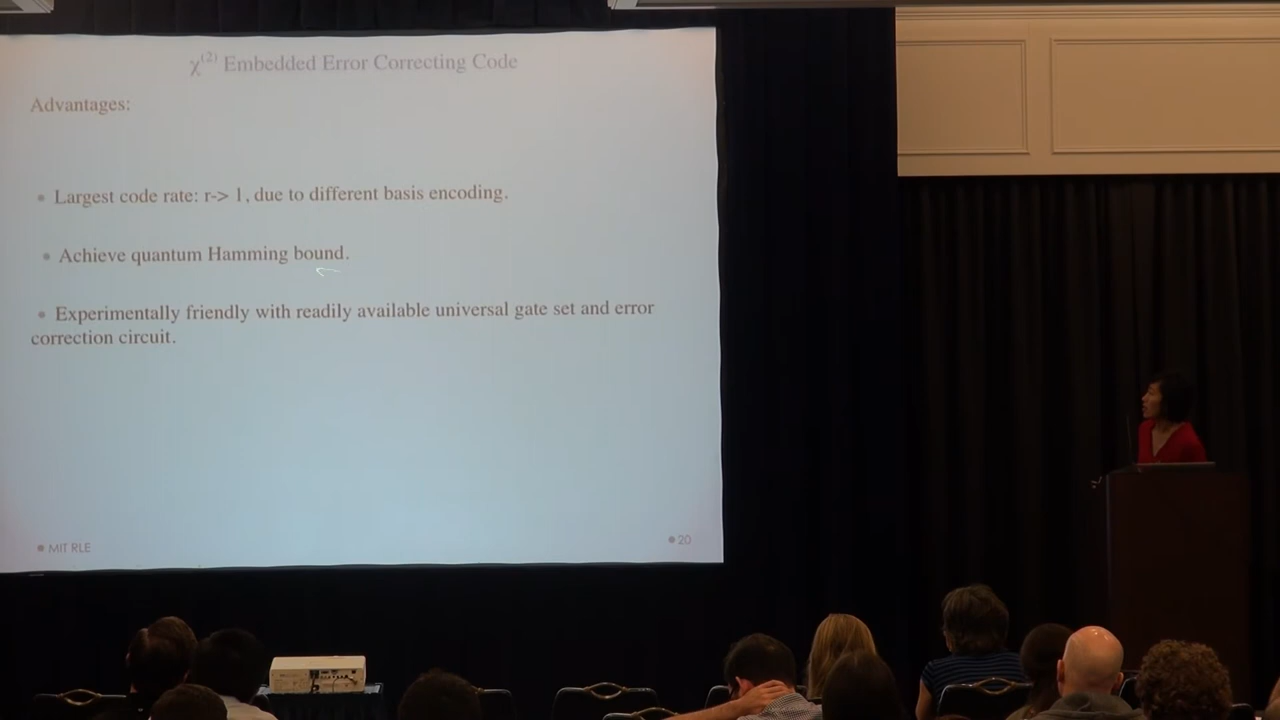 χ(2) Embedded Error Correcting Code
Advantages:
• Largest code rate: r-> 1, due to different basis encoding.
• Achieve quantum Hamming bound.
• Experimentally friendly with readily available universal gate set and error
correction circuit.
• MIT RLE
• 20